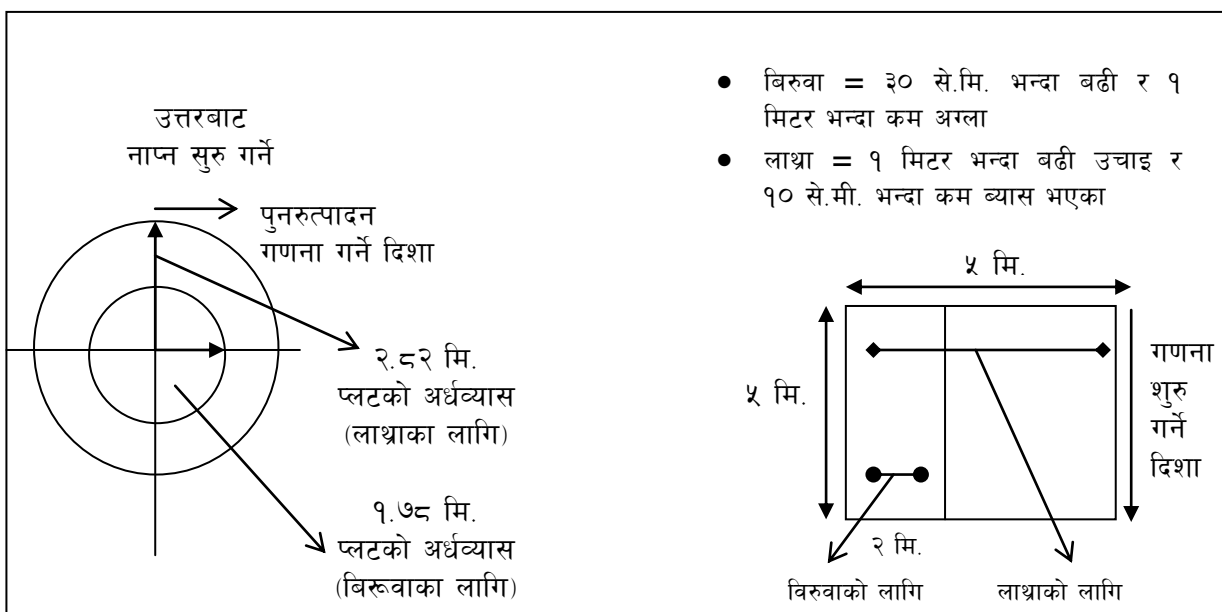 उत्तरबाट
नाप्न सुरु गर्ने
पुनरुत्पादन
गणना गर्ने दिशा
२.८२ मि.
प्लटको अर्धव्यास
(लाथ्राका लागि)
१.७८ मि.
प्लटको अर्धव्यास
(बिरूवाका लागि)
● बिरुवा = ३० से.मि. भन्दा बढी र १
मिटर भन्दा कम अग्ला
● लाथ्रा = १ मिटर भन्दा बढी उचाइ र
१० से.मी. भन्दा कम ब्यास भएका
५ मि.
५ मि.
गणना
शुरु
गर्ने
दिशा
२ मि.
विरुवाको लागि
लाथ्राको लागि